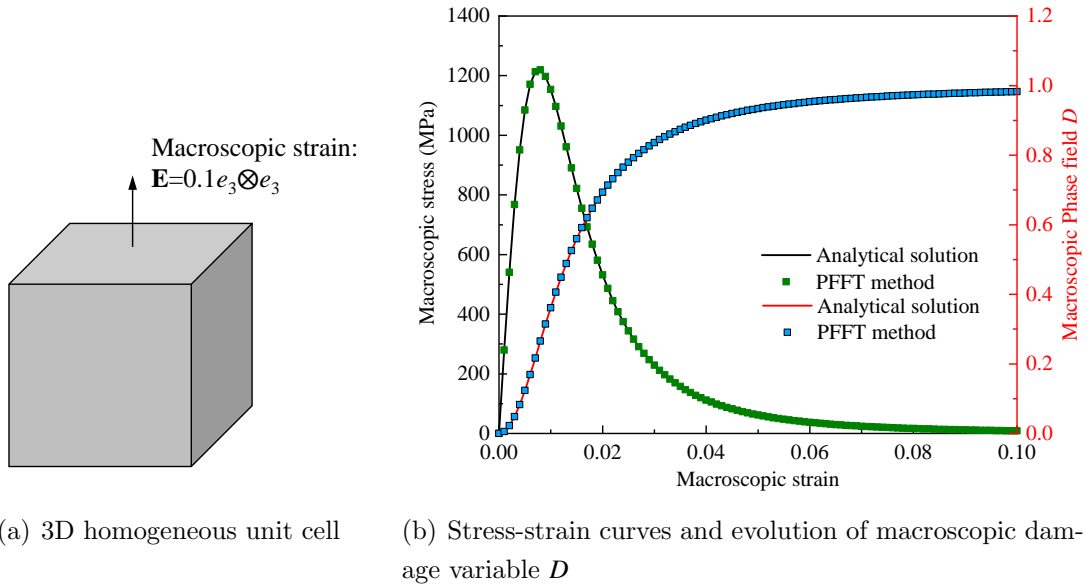 Macroscopic strain:
E=0.1e₃⊗e₃
(a) 3D homogeneous unit cell
1400
1200
1000
800
600
400
200
0
Macroscopic stress (MPa)
0.00
0.02
0.04
0.06
0.08
0.10
Macroscopic strain
1.2
1.0
0.8
0.6
0.4
0.2
0.0
Macroscopic Phase field D
Analytical solution
PFFT method
Analytical solution
PFFT method
(b) Stress-strain curves and evolution of macroscopic dam-
age variable D